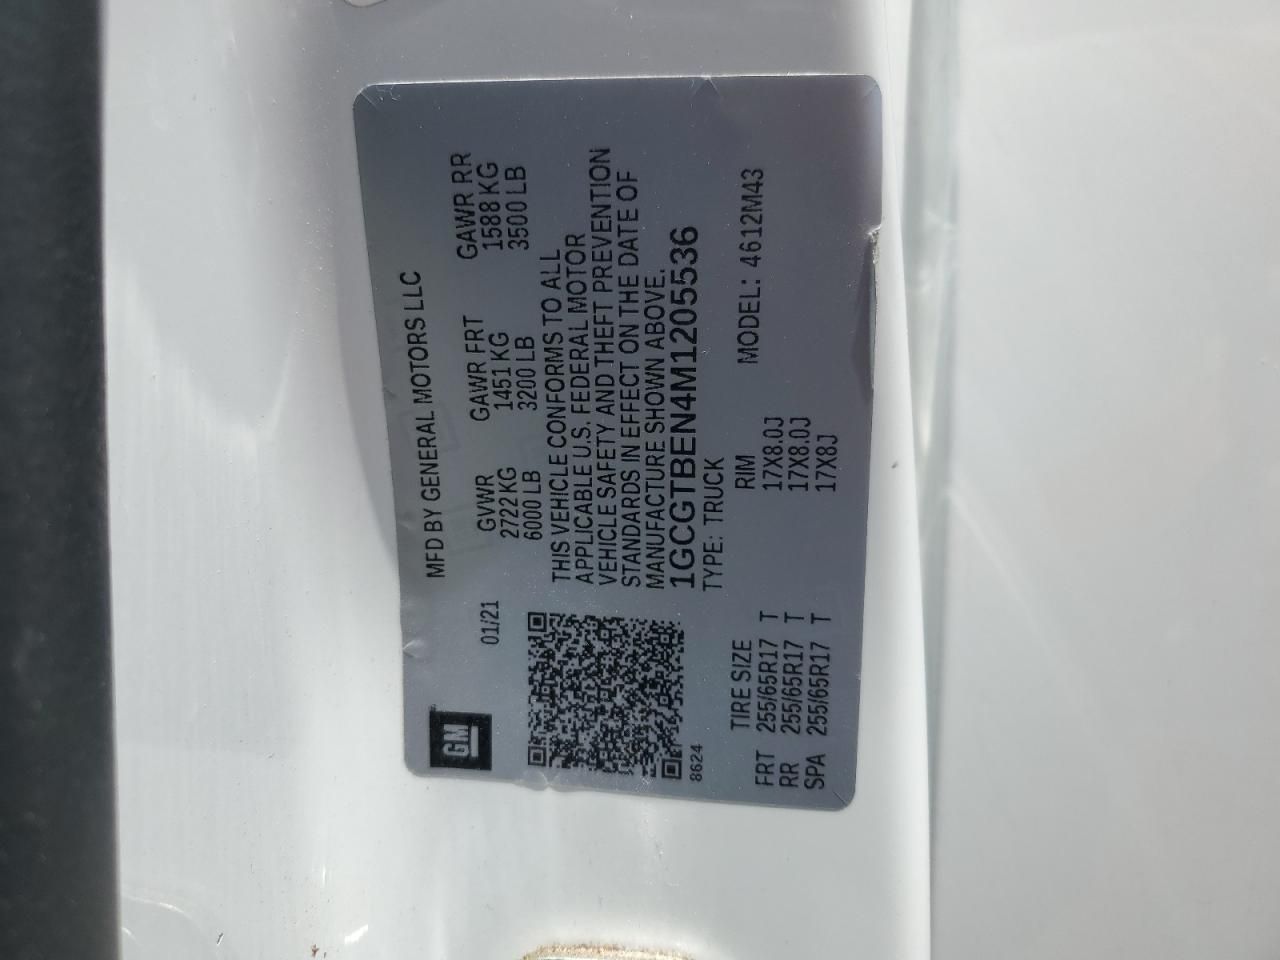 GM
MFD BY GENERAL MOTORS LLC
01/21
GVWR GAWR FRT GAWR RR
2722 KG 1451 KG 1588 KG
6000 LB 3200 LB 3500 LB
THIS VEHICLE CONFORMS TO ALL
APPLICABLE U.S. FEDERAL MOTOR
VEHICLE SAFETY AND THEFT PREVENTION
STANDARDS IN EFFECT ON THE DATE OF
MANUFACTURE SHOWN ABOVE.
1GCGTBEN4M1205536
8624 TYPE: TRUCK
TIRE SIZE RIM MODEL: 4612M43
FRT 255/65R17 T 17X8.0J
RR 255/65R17 T 17X8.0J
SPA 255/65R17 T 17X8J